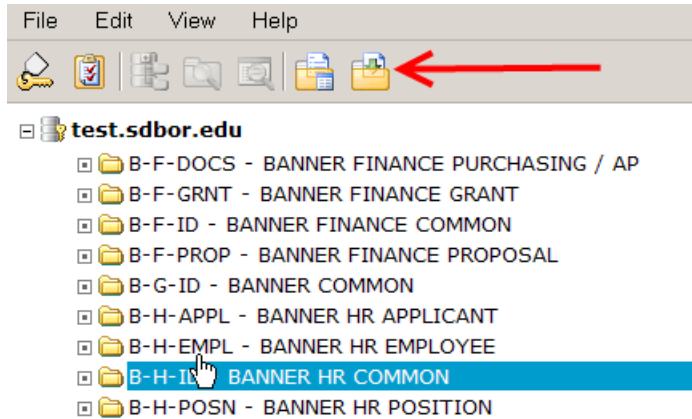 File Edit View Help
test.sdbor.edu
B-F-DOCS - BANNER FINANCE PURCHASING / AP
B-F-GRNT - BANNER FINANCE GRANT
B-F-ID - BANNER FINANCE COMMON
B-F-PROP - BANNER FINANCE PROPOSAL
B-G-ID - BANNER COMMON
B-H-APPL - BANNER HR APPLICANT
B-H-EMPL - BANNER HR EMPLOYEE
BANNER HR COMMON
B-H-POSN - BANNER HR POSITION